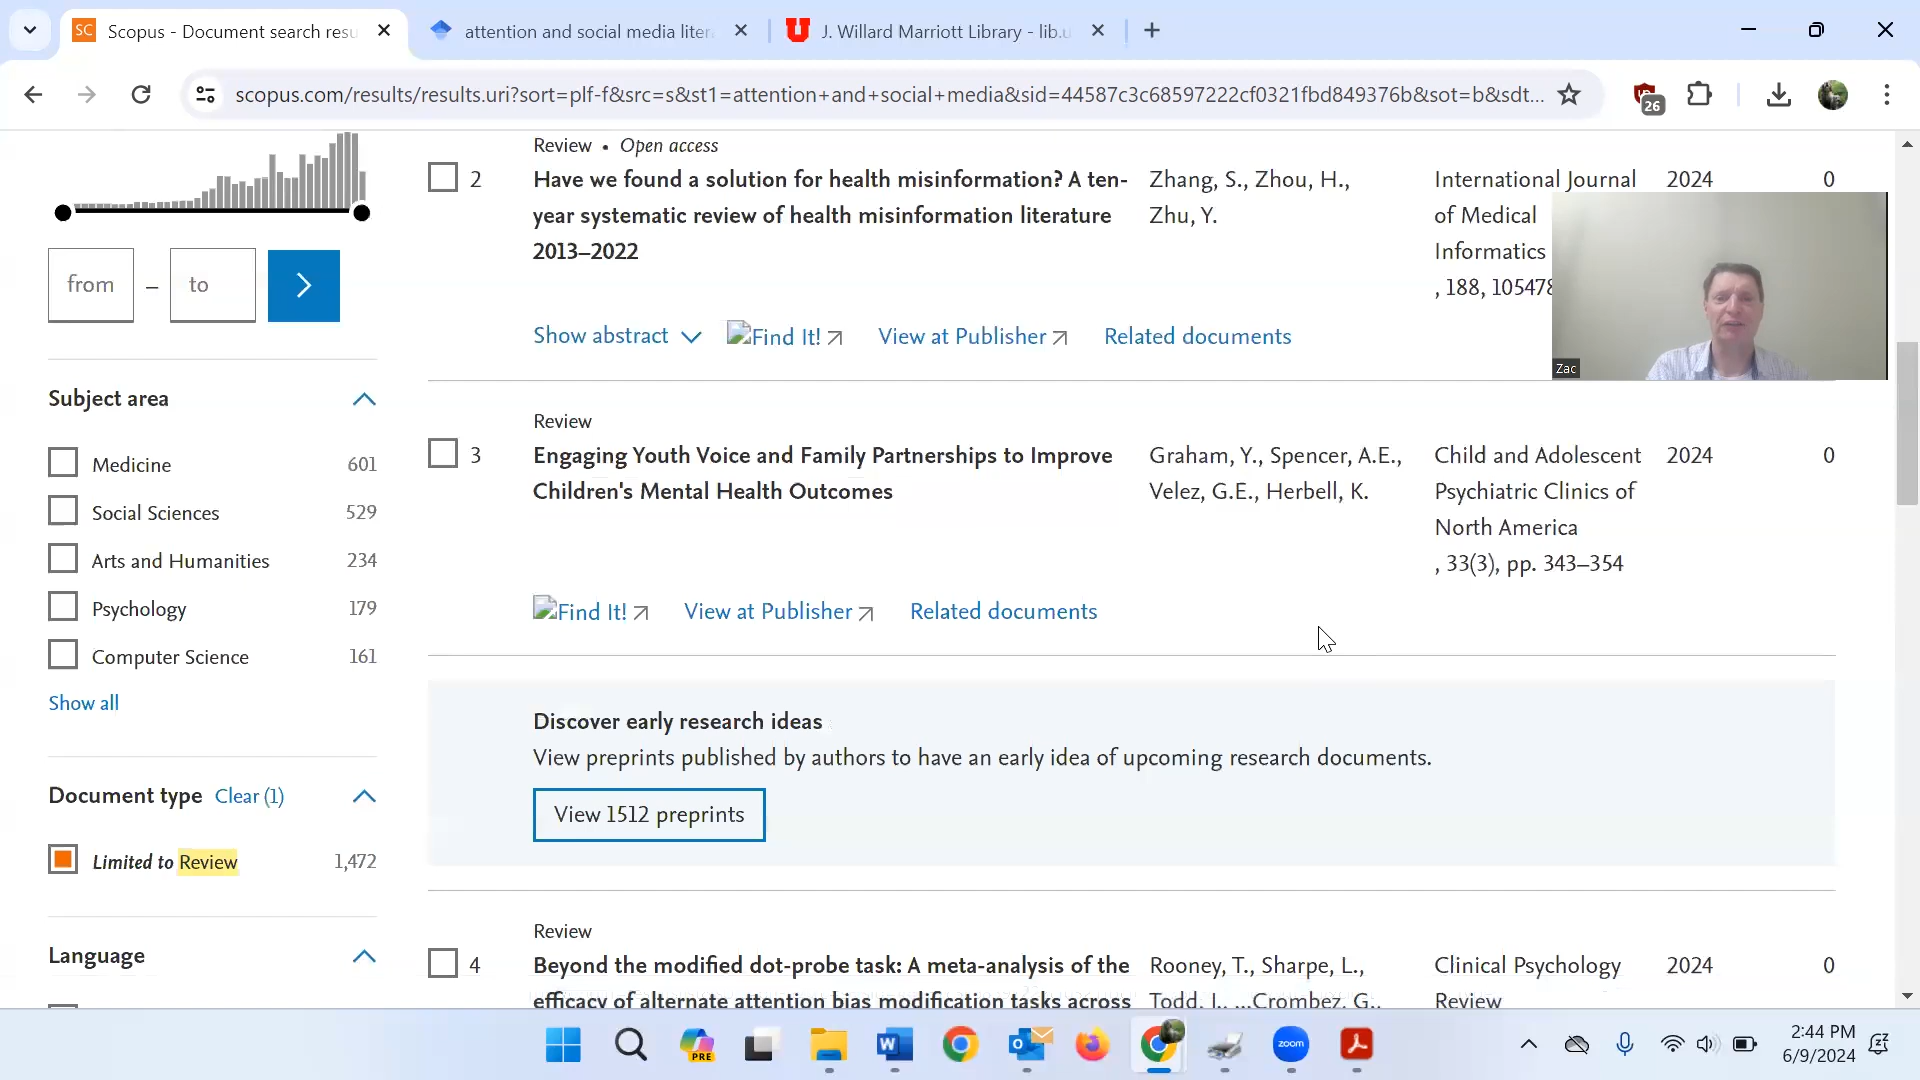 SC Scopus - Document search resu
attention and social media liter
U J. Willard Marriott Library - lib.u
scopus.com/results/results.uri?sort=plf-f&src=s&st1=attention+and+social+media&sid=44587c3c68597222cf0321fbd849376b&sot=b&sdt...
26
from – to
Subject area
Medicine 601
Social Sciences 529
Arts and Humanities 234
Psychology 179
Computer Science 161
Show all
Document type Clear (1)
Limited to Review 1,472
Language
Review • Open access
2 Have we found a solution for health misinformation? A ten- Zhang, S., Zhou, H., International Journal 2024 0
year systematic review of health misinformation literature Zhu, Y. of Medical
2013–2022 Informatics
, 188, 105478
Show abstract Find It! View at Publisher Related documents
Zac
Review
3 Engaging Youth Voice and Family Partnerships to Improve Graham, Y., Spencer, A.E., Child and Adolescent 2024 0
Children's Mental Health Outcomes Velez, G.E., Herbell, K. Psychiatric Clinics of
North America
, 33(3), pp. 343–354
Find It! View at Publisher Related documents
Discover early research ideas
View preprints published by authors to have an early idea of upcoming research documents.
View 1512 preprints
Review
4 Beyond the modified dot-probe task: A meta-analysis of the Rooney, T., Sharpe, L., Clinical Psychology 2024 0
efficacy of alternate attention bias modification tasks across Todd, J., ...Crombez, G., Review
PRE
W
zoom
2:44 PM
6/9/2024